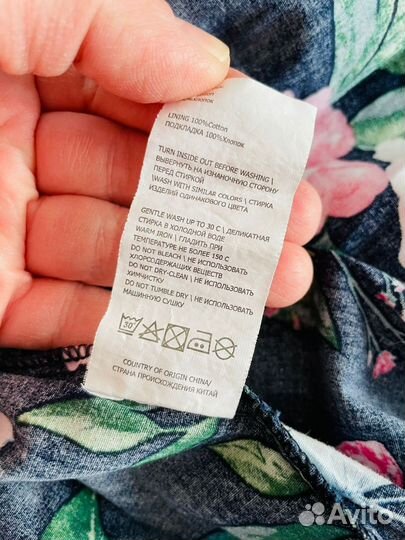 ХЛОПОК
LINING 100%Cotton
ПОДКЛАДКА 100%Хлопок
TURN INSIDE OUT BEFORE WASHING \
ВЫВЕРНУТЬ НА ИЗНАНОЧНУЮ СТОРОНУ
ПЕРЕД СТИРКОЙ
\WASH WITH SIMILAR COLORS \ СТИРКА
ИЗДЕЛИЙ ОДИНАКОВОГО ЦВЕТА
GENTLE WASH UP TO 30 C \ ДЕЛИКАТНАЯ
СТИРКА В ХОЛОДНОЙ ВОДЕ
WARM IRON \ ГЛАДИТЬ ПРИ
ТЕМПЕРАТУРЕ НЕ БОЛЕЕ 150 С
DO NOT BLEACH \ НЕ ИСПОЛЬЗОВАТЬ
ХЛОРСОДЕРЖАЩИХ ВЕЩЕСТВ
DO NOT DRY-CLEAN \ НЕ ИСПОЛЬЗОВАТЬ
ХИМЧИСТКУ
DO NOT TUMBLE DRY \ НЕ ИСПОЛЬЗОВАТЬ
МАШИННУЮ СУШКУ
30
COUNTRY OF ORIGIN CHINA/
СТРАНА ПРОИСХОЖДЕНИЯ КИТАЙ
Avito